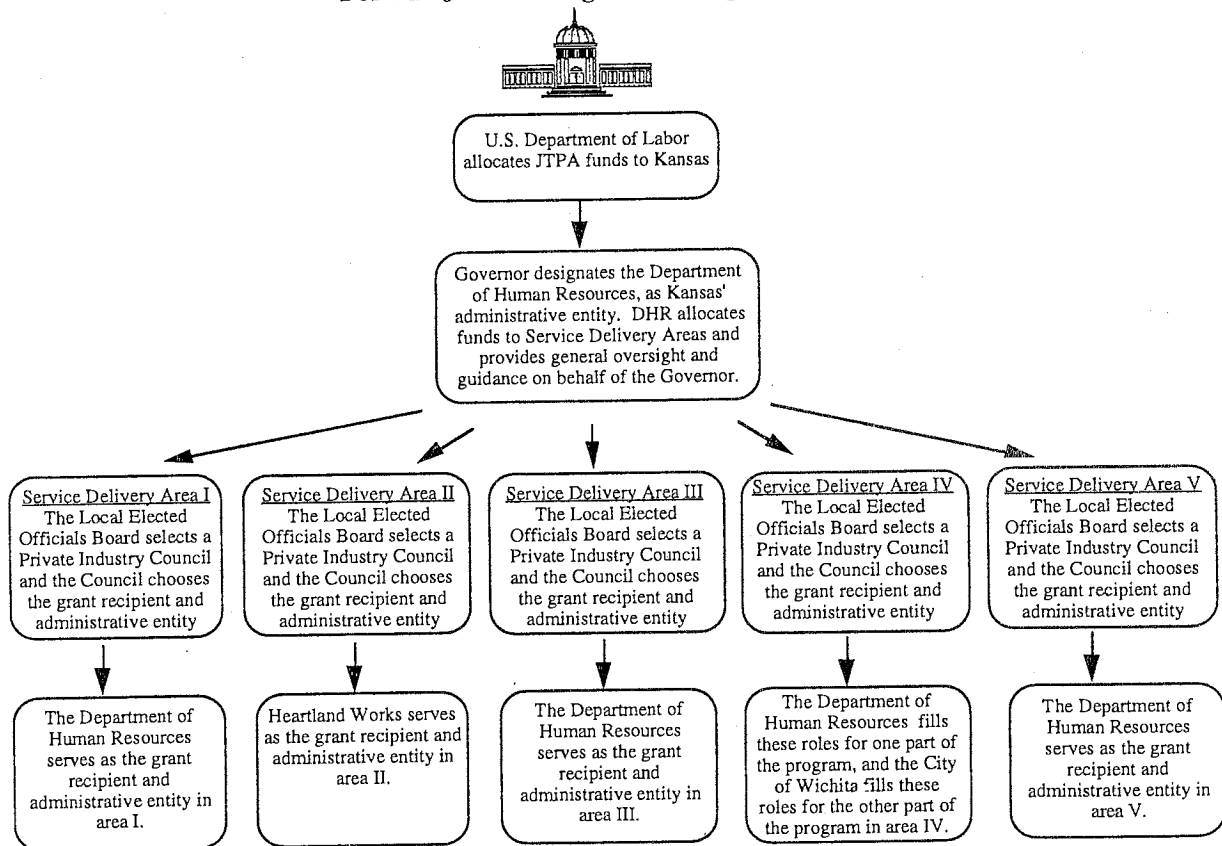 U.S. Department of Labor
allocates JTPA funds to Kansas
Governor designates the Department
of Human Resources, as Kansas'
administrative entity. DHR allocates
funds to Service Delivery Areas and
provides general oversight and
guidance on behalf of the Governor.
Service Delivery Area I
The Local Elected
Officials Board selects a
Private Industry Council
and the Council chooses
the grant recipient and
administrative entity
Service Delivery Area II
The Local Elected
Officials Board selects a
Private Industry Council
and the Council chooses
the grant recipient and
administrative entity
Service Delivery Area III
The Local Elected
Officials Board selects a
Private Industry Council
and the Council chooses
the grant recipient and
administrative entity
Service Delivery Area IV
The Local Elected
Officials Board selects a
Private Industry Council
and the Council chooses
the grant recipient and
administrative entity
Service Delivery Area V
The Local Elected
Officials Board selects a
Private Industry Council
and the Council chooses
the grant recipient and
administrative entity
The Department of
Human Resources
serves as the grant
recipient and
administrative entity in
area I.
Heartland Works serves
as the grant recipient and
administrative entity in
area II.
The Department of
Human Resources
serves as the grant
recipient and
administrative entity in
area III.
The Department of
Human Resources fills
these roles for one part of
the program, and the City
of Wichita fills these
roles for the other part of
the program in area IV.
The Department of
Human Resources
serves as the grant
recipient and
administrative entity in
area V.